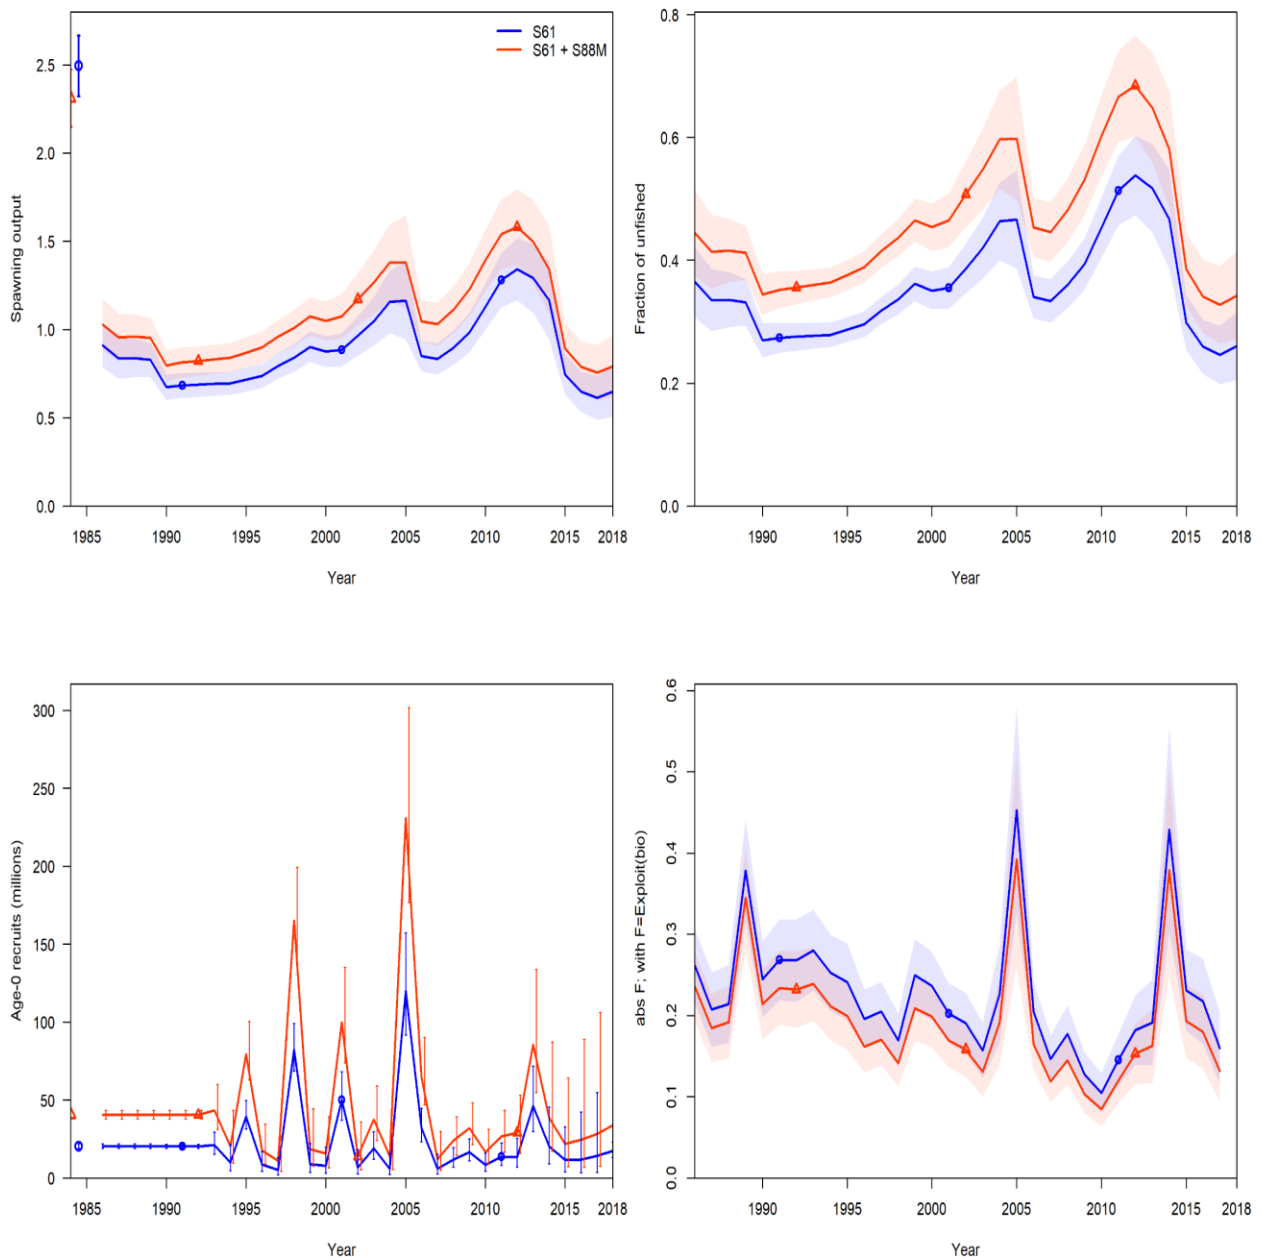 S61
S61 + S88M
Spawning output
2.5
2.0
1.5
1.0
0.5
0.0
1985 1990 1995 2000 2005 2010 2015 2018
Year
Fraction of unfished
0.8
0.6
0.4
0.2
0.0
1990 1995 2000 2005 2010 2015 2018
Year
Age-0 recruits (millions)
300
250
200
150
100
50
0
1985 1990 1995 2000 2005 2010 2015 2018
Year
abs F; with F=Exploit(bio)
0.6
0.5
0.4
0.3
0.2
0.1
0.0
1990 1995 2000 2005 2010 2015 2018
Year